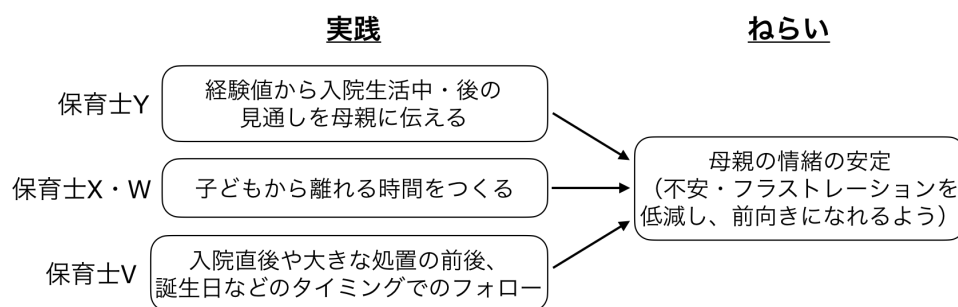 実践
ねらい
保育士Y
経験値から入院生活中・後の
見通しを母親に伝える
保育士X・W
子どもから離れる時間をつくる
保育士V
入院直後や大きな処置の前後、
誕生日などのタイミングでのフォロー
母親の情緒の安定
（不安・フラストレーションを
低減し、前向きになれるよう）